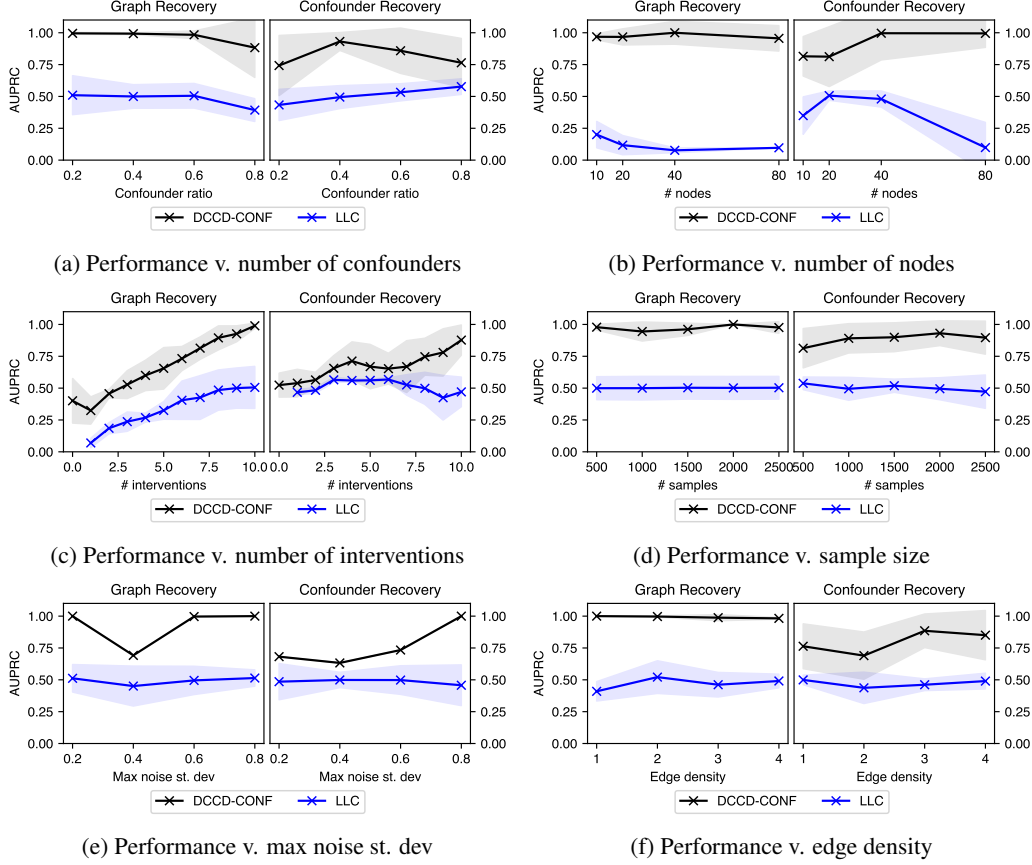 Graph Recovery Confounder Recovery
1.00 1.00
0.75 0.75
AUPRC
0.50 0.50
0.25 0.25
0.00 0.00
0.2 0.4 0.6 0.8 0.2 0.4 0.6 0.8
Confounder ratio Confounder ratio
DCCD-CONF LLC
(a) Performance v. number of confounders
Graph Recovery Confounder Recovery
1.00 1.00
0.75 0.75
AUPRC
0.50 0.50
0.25 0.25
0.00 0.00
10 20 40 80 10 20 40 80
# nodes # nodes
DCCD-CONF LLC
(b) Performance v. number of nodes
Graph Recovery Confounder Recovery
1.00 1.00
0.75 0.75
AUPRC
0.50 0.50
0.25 0.25
0.00 0.00
0.0 2.5 5.0 7.5 10.0 0.0 2.5 5.0 7.5 10.0
# interventions # interventions
DCCD-CONF LLC
(c) Performance v. number of interventions
Graph Recovery Confounder Recovery
1.00 1.00
0.75 0.75
AUPRC
0.50 0.50
0.25 0.25
0.00 0.00
500 1000 1500 2000 2500 500 1000 1500 2000 2500
# samples # samples
DCCD-CONF LLC
(d) Performance v. sample size
Graph Recovery Confounder Recovery
1.00 1.00
0.75 0.75
AUPRC
0.50 0.50
0.25 0.25
0.00 0.00
0.2 0.4 0.6 0.8 0.2 0.4 0.6 0.8
Max noise st. dev Max noise st. dev
DCCD-CONF LLC
(e) Performance v. max noise st. dev
Graph Recovery Confounder Recovery
1.00 1.00
0.75 0.75
AUPRC
0.50 0.50
0.25 0.25
0.00 0.00
1 2 3 4 1 2 3 4
Edge density Edge density
DCCD-CONF LLC
(f) Performance v. edge density